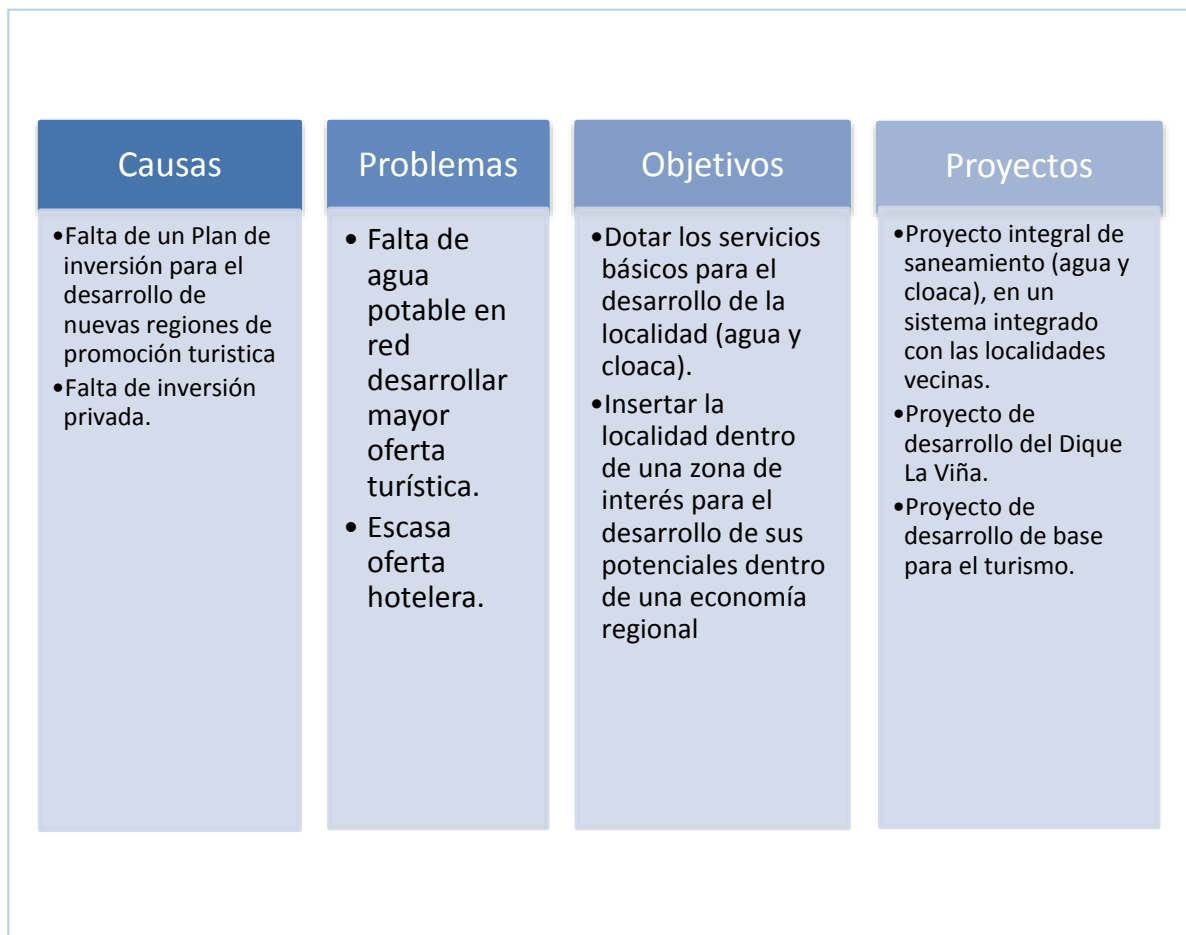 Causas
•Falta de un Plan de
inversión para el
desarrollo de
nuevas regiones de
promoción turistica
•Falta de inversión
privada.
Problemas
• Falta de
agua
potable en
red
desarrollar
mayor
oferta
turística.
• Escasa
oferta
hotelera.
Objetivos
•Dotar los servicios
básicos para el
desarrollo de la
localidad (agua y
cloaca).
•Insertar la
localidad dentro
de una zona de
interés para el
desarrollo de sus
potenciales dentro
de una economía
regional
Proyectos
•Proyecto integral de
saneamiento (agua y
cloaca), en un
sistema integrado
con las localidades
vecinas.
•Proyecto de
desarrollo del Dique
La Viña.
•Proyecto de
desarrollo de base
para el turismo.